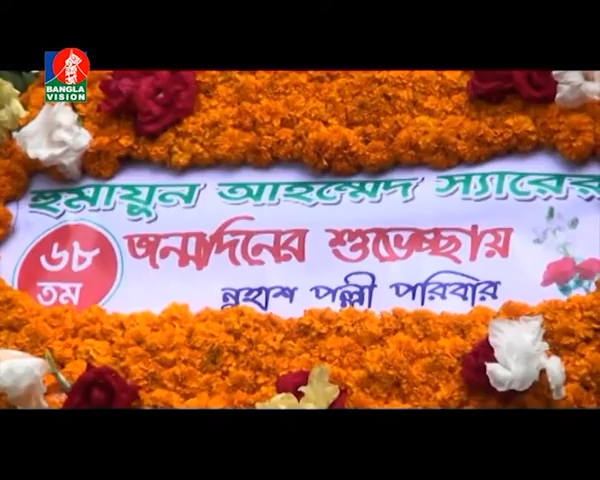 BANGLA
VISION
হুমায়ুন আহম্মেদ স্যারের
৬৮
তম
জন্মদিনের শুভেচ্ছায়
নুহাশ পল্লী পরিবার